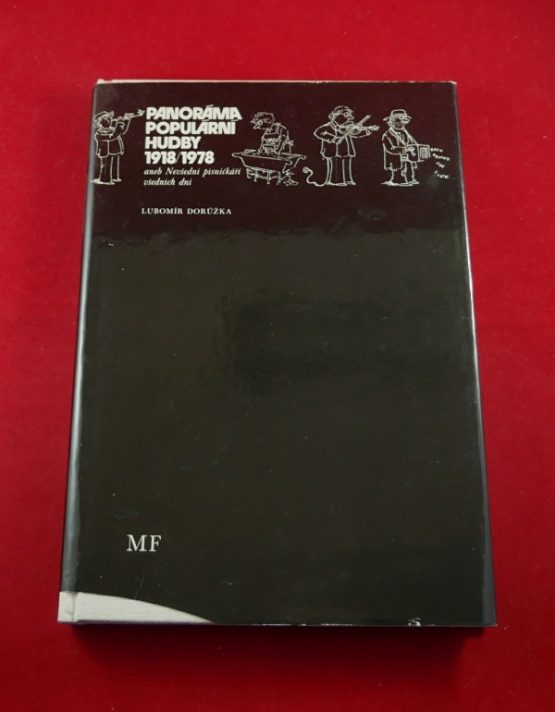 PANORÁMA
POPULÁRNÍ
HUDBY
1918/1978
aneb Nevšední písničkáři
všedních dní
LUBOMÍR DORŮŽKA
MF